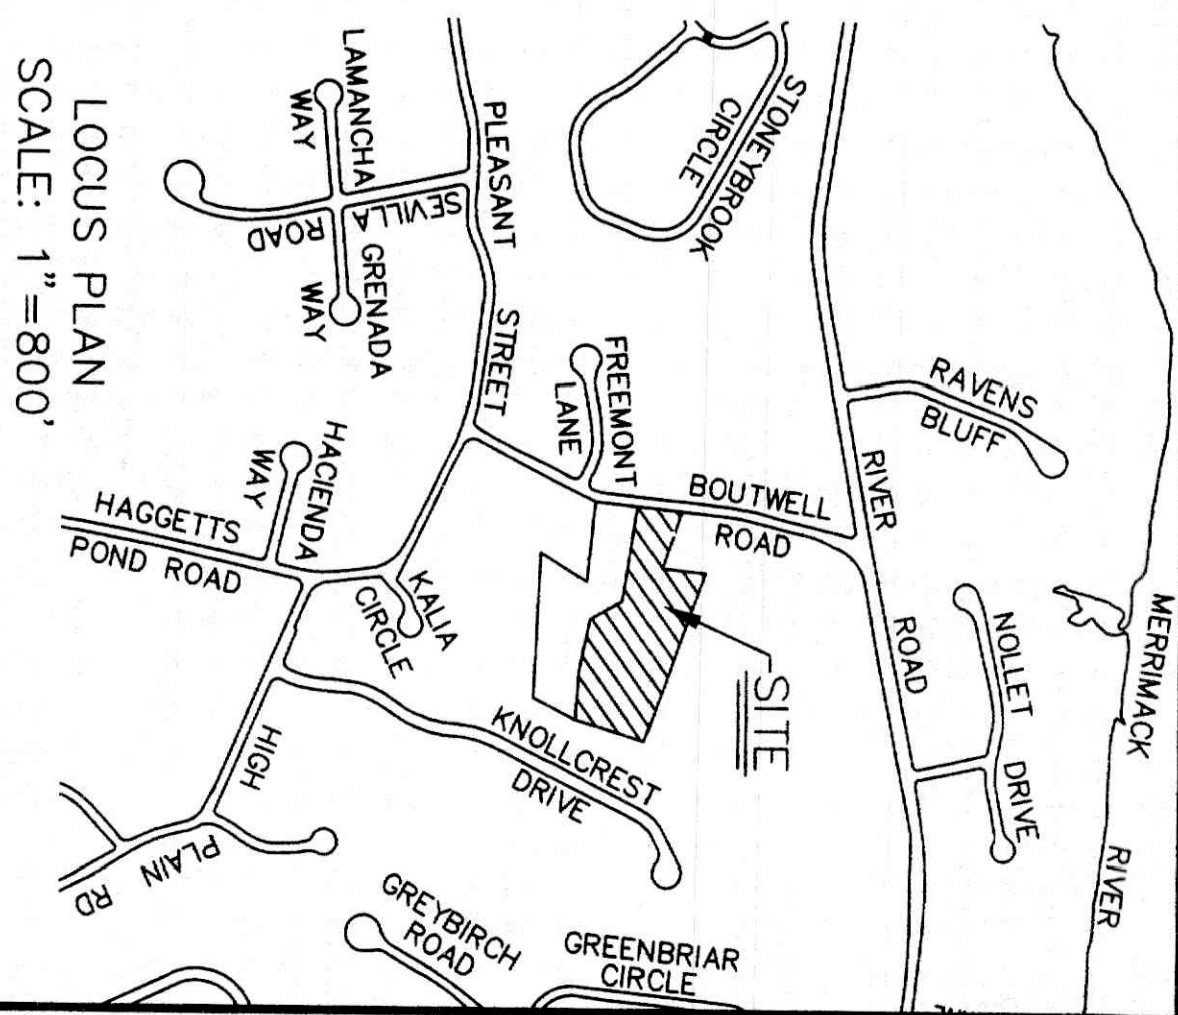 STONEYBROOK
CIRCLE
LAMANCHA
WAY
PLEASANT
SEVILLA
ROAD
GRENADA
WAY
STREET
LOCUS PLAN
SCALE: 1"=800'
FREEMONT
LANE
RAVENS
BLUFF
RIVER
BOUTWELL
ROAD
HACIENDA
WAY
HAGGETTS
POND ROAD
KALIA
CIRCLE
ROAD
NOLLET
DRIVE
MERRIMACK
RIVER
SITE
KNOLLCREST
DRIVE
HIGH
PLAIN
RD
GREYBIRCH
ROAD
GREENBRIAR
CIRCLE